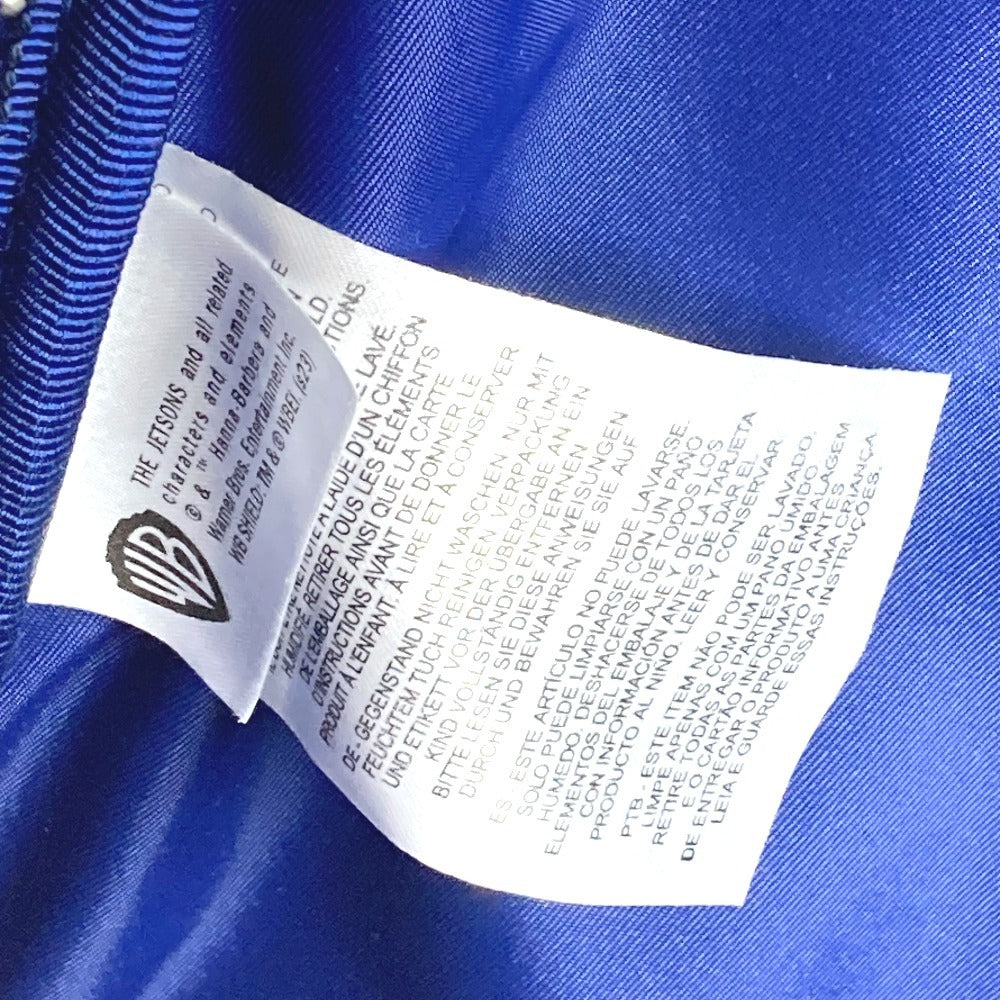 THE JETSONS and all related
characters and elements
© & ™ Hanna-Barbera and
Warner Bros. Entertainment Inc.
WB SHIELD: TM & © WBEI. (s23)
WB
E
LD.
TIONS.
LAVÉ.
HUMIDIFIÉ RETIRER TOUS LES ÉLÉMENTS
DE L'EMBALLAGE AINSI QUE LA CARTE
D'INSTRUCTIONS AVANT DE DONNER LE
PRODUIT À L'ENFANT À LIRE ET À CONSERVER
DE - GEGENSTAND NICHT WASCHEN NUR MIT
FEUCHTEM TUCH REINIGEN VERPACKUNG
UND ETIKETT VOR DER ÜBERGABE AN EIN
KIND VOLLSTÄNDIG ENTFERNEN
BITTE LESEN SIE DIESE ANWEISUNGEN
DURCH UND BEWAHREN SIE SIE AUF
ES - ESTE ARTÍCULO NO PUEDE LAVARSE.
SOLO PUEDE LIMPIARSE CON UN PAÑO
HUMEDO. DESHACERSE DE TODOS LOS
ELEMENTOS DEL EMBALAJE Y DE LA TARJETA
CON INFORMACIÓN ANTES DE DAR EL
PRODUCTO AL NIÑO. LEER Y CONSERVAR
PTB - ESTE ITEM NÃO PODE SER LAVADO.
LIMPE APENAS COM UM PANO UMIDO.
RETIRE TODAS AS PARTES DA EMBALAGEM
E O CARTÃO INFORMATIVO ANTES
DE ENTREGAR O PRODUTO A UMA CRIANÇA.
LEIA E GUARDE ESSAS INSTRUÇÕES.